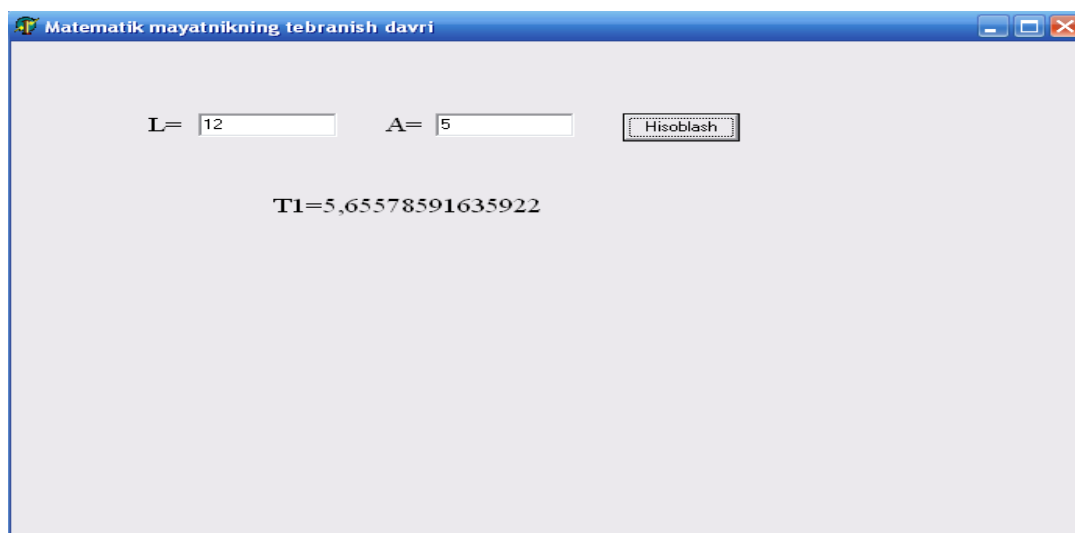 Matematik mayatnikning tebranish davri
L= 12 A= 5 Hisoblash
T1=5,65578591635922